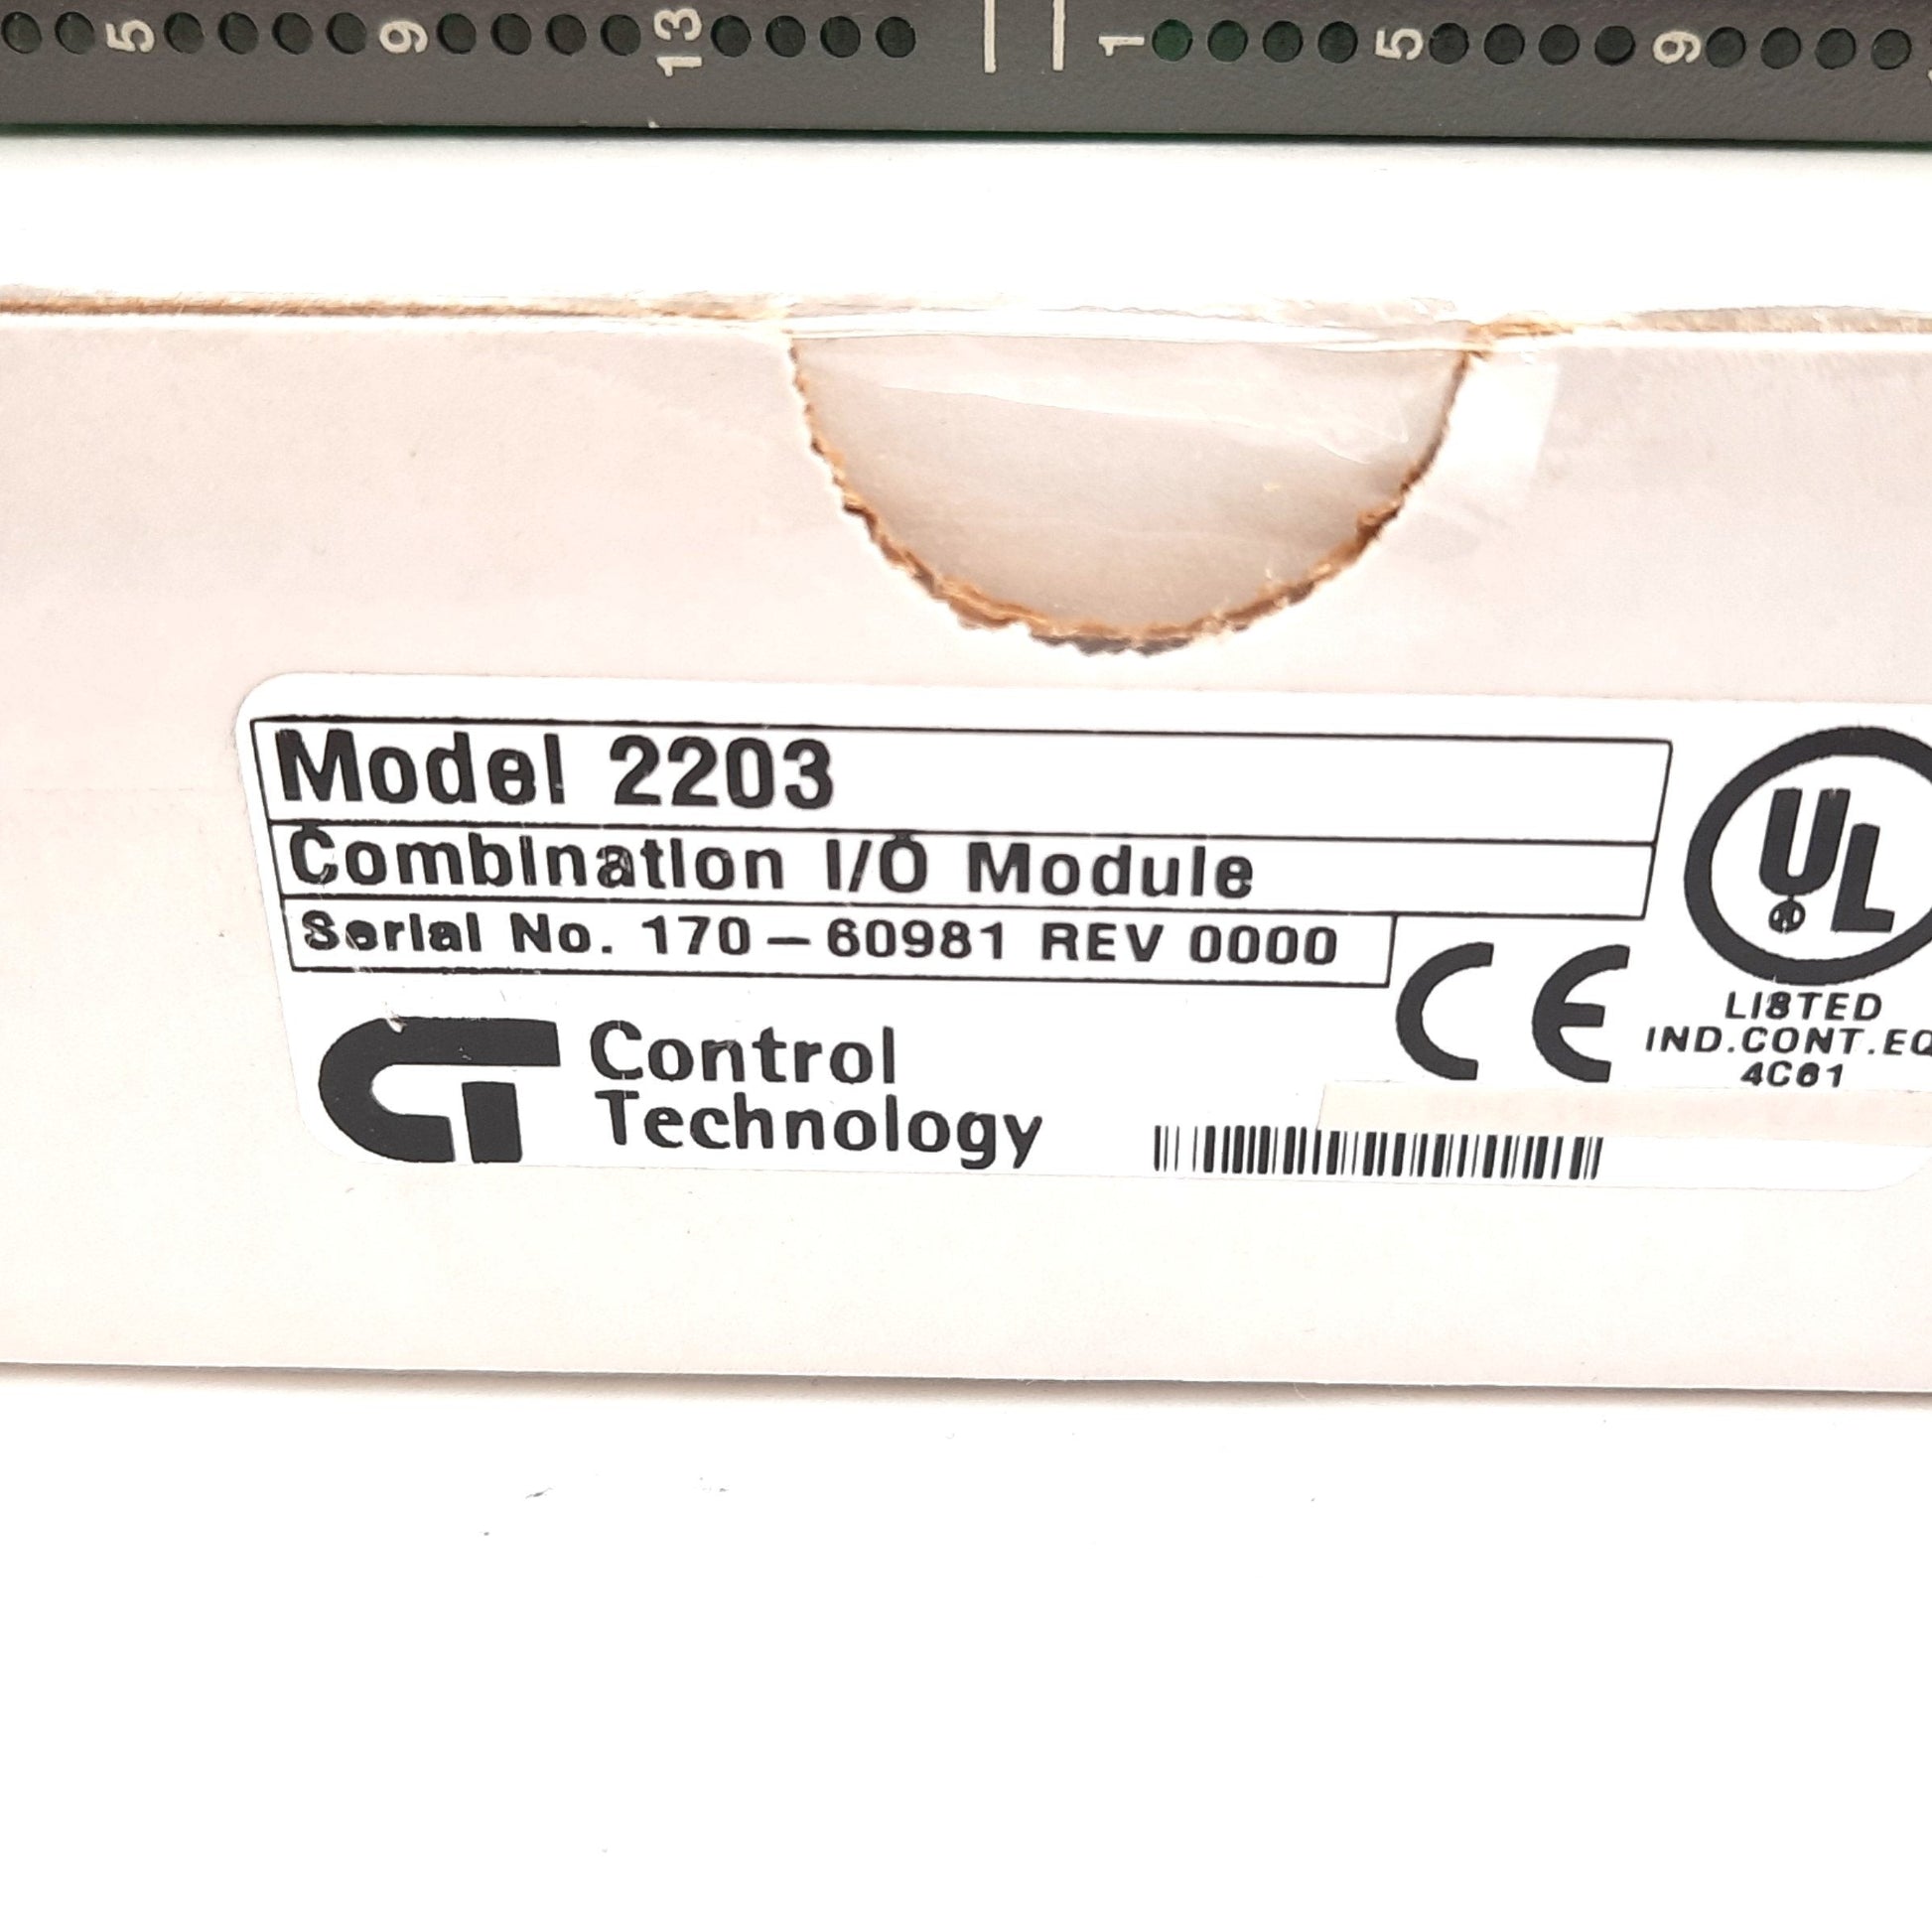 5 9 13 1 5 9
Model 2203
Combination I/O Module
Serial No. 170-60981 REV 0000
CE
UL
LISTED
IND.CONT.EQ
4C61
Control
Technology